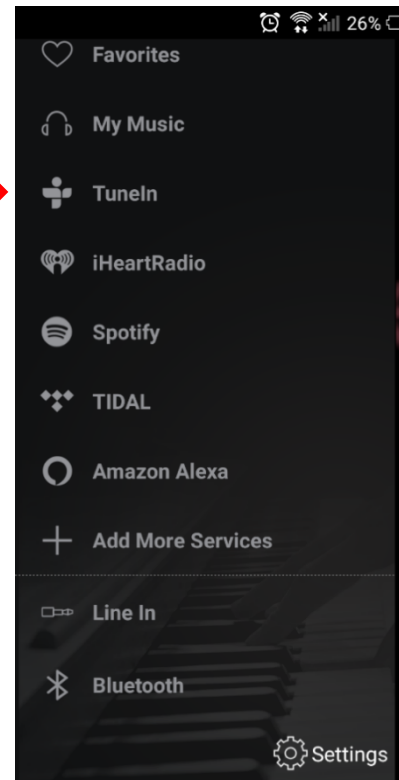 26%
Favorites
My Music
TuneIn
iHeartRadio
Spotify
TIDAL
Amazon Alexa
Add More Services
Line In
Bluetooth
Settings